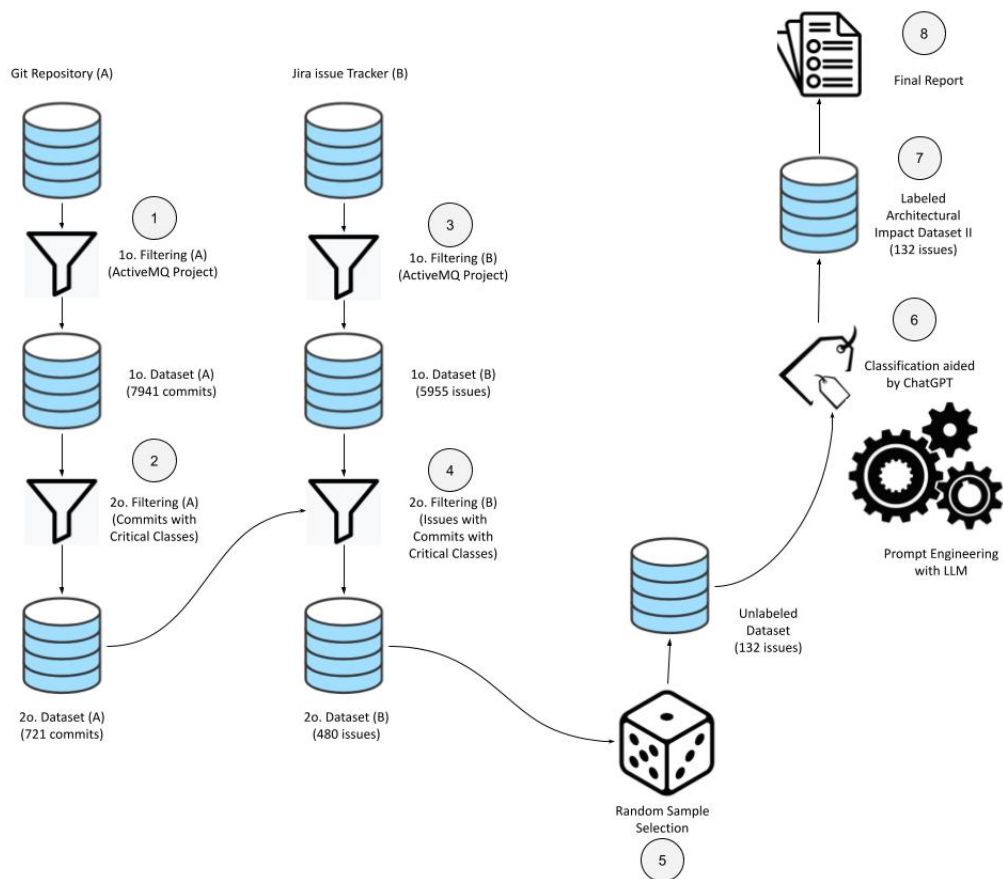 Git Repository (A)
1
1o. Filtering (A)
(ActiveMQ Project)
1o. Dataset (A)
(7941 commits)
2
2o. Filtering (A)
(Commits with
Critical Classes)
2o. Dataset (A)
(721 commits)
Jira issue Tracker (B)
3
1o. Filtering (B)
(ActiveMQ Project)
1o. Dataset (B)
(5955 issues)
4
2o. Filtering (B)
(Issues with
Commits with
Critical Classes)
2o. Dataset (B)
(480 issues)
Random Sample
Selection
5
Unlabeled
Dataset
(132 issues)
6
Classification aided
by ChatGPT
Prompt Engineering
with LLM
7
Labeled
Architectural
Impact Dataset II
(132 issues)
8
Final Report